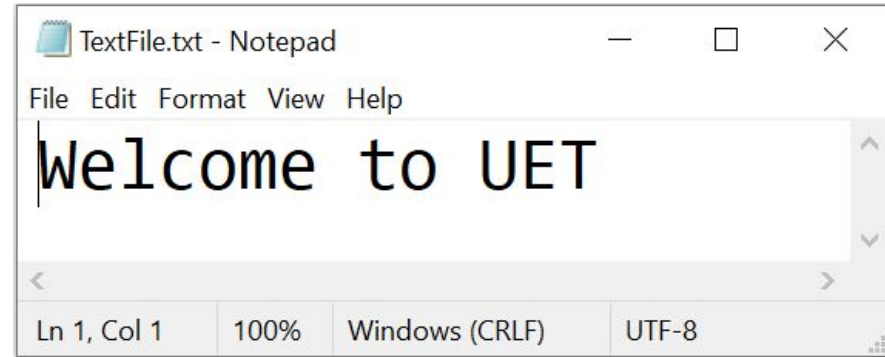 TextFile.txt - Notepad
File Edit Format View Help
Welcome to UET
Ln 1, Col 1 100% Windows (CRLF) UTF-8